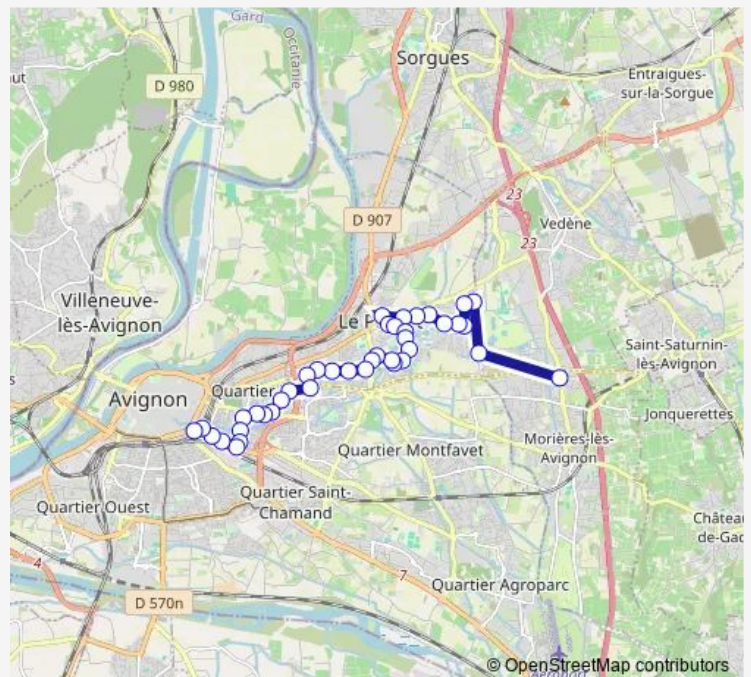 Gard
Occitanie
Sorgues
Entraigues-
sur-la-Sorgue
D 980
23
D 907
Vedène
23
Villeneuve-
lès-Avignon
Le P
Saint-Saturnin-
lès-Avignon
Avignon
Quartier
Jonquerettes
Morières-lès-
Avignon
Quartier Montfavet
Quartier Saint-
Chamand
Quartier Ouest
Château
de-Gad
4
7
Quartier Agroparc
D 570n
© OpenStreetMap contributors